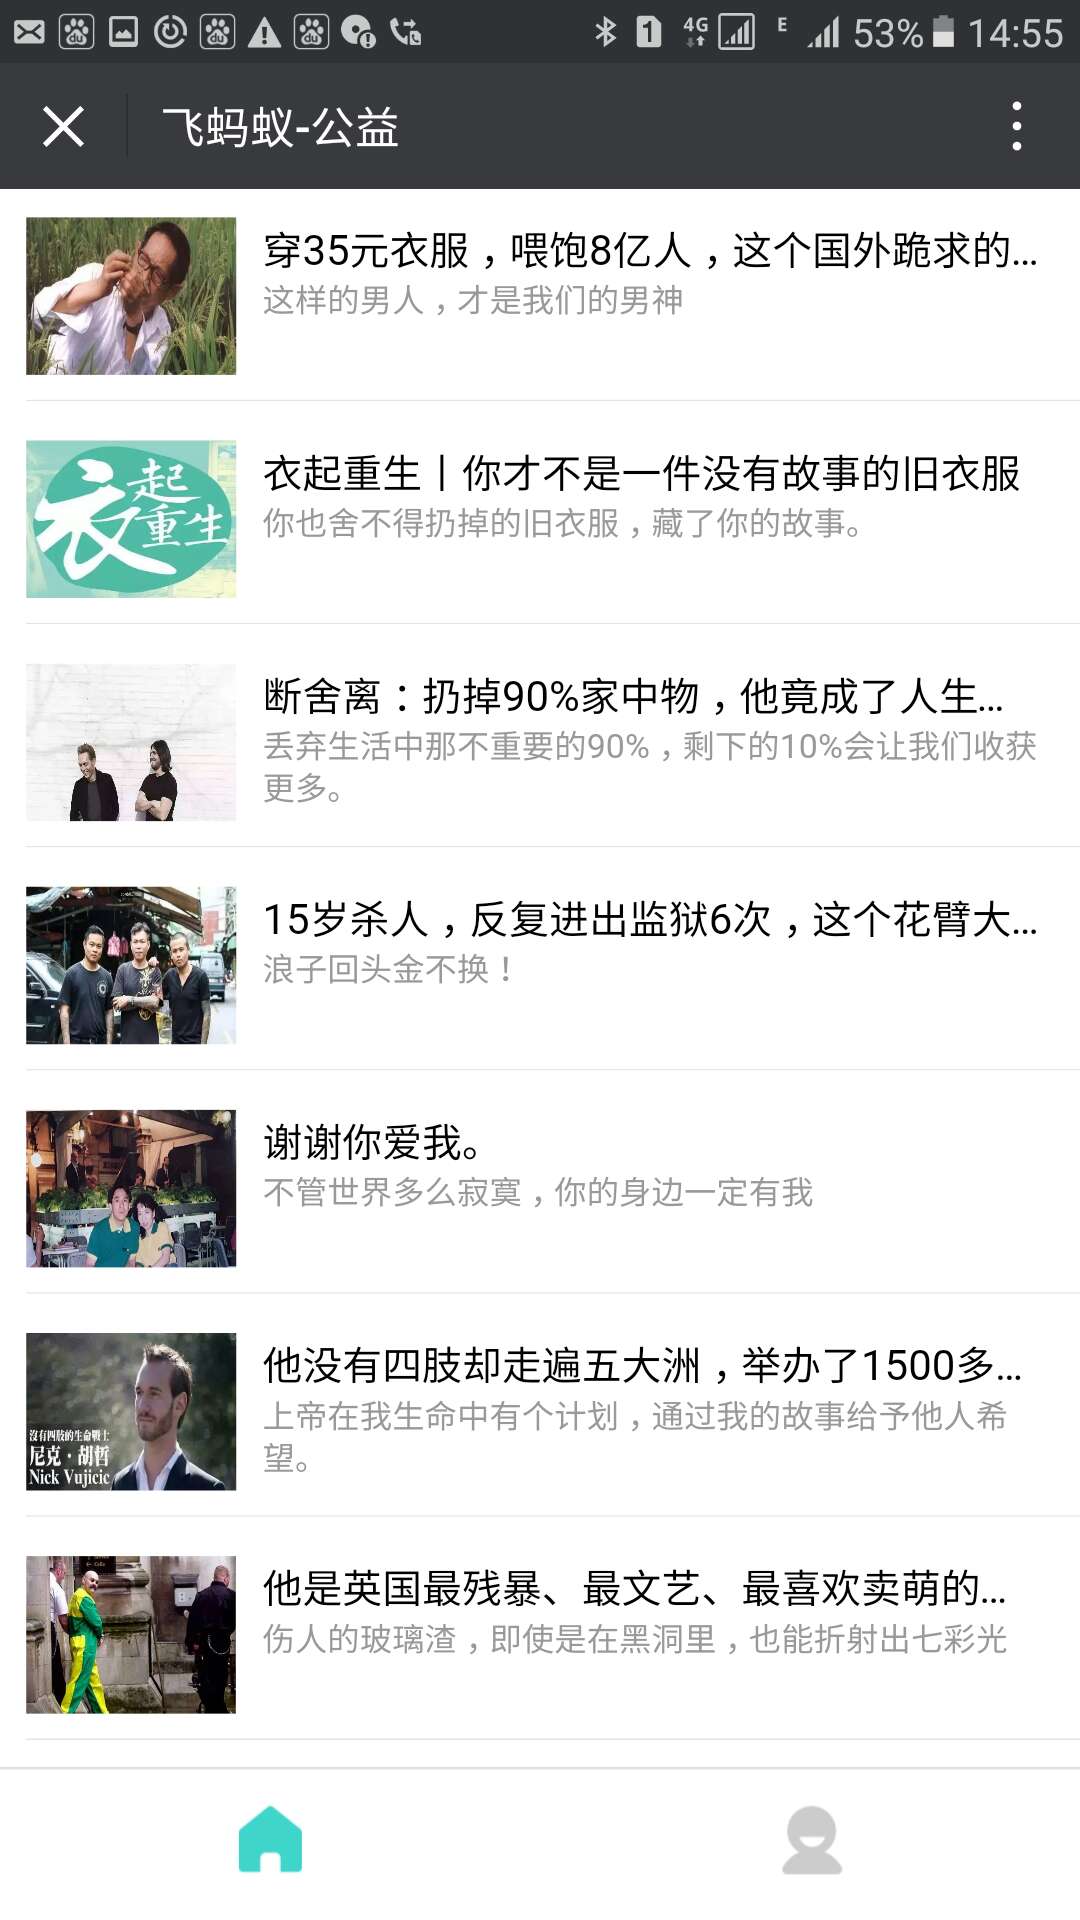 4G E 53% 14:55
飞蚂蚁-公益
穿35元衣服，喂饱8亿人，这个国外跪求的...
这样的男人，才是我们的男神
衣起重生
衣起重生丨你才不是一件没有故事的旧衣服
你也舍不得扔掉的旧衣服，藏了你的故事。
断舍离：扔掉90%家中物，他竟成了人生...
丢弃生活中那不重要的90%，剩下的10%会让我们收获
更多。
15岁杀人，反复进出监狱6次，这个花臂大...
浪子回头金不换！
谢谢你爱我。
不管世界多么寂寞，你的身边一定有我
沒有四肢的生命戰士
尼克·胡哲
Nick Vujicic
他没有四肢却走遍五大洲，举办了1500多...
上帝在我生命中有个计划，通过我的故事给予他人希
望。
他是英国最残暴、最文艺、最喜欢卖萌的...
伤人的玻璃渣，即使是在黑洞里，也能折射出七彩光